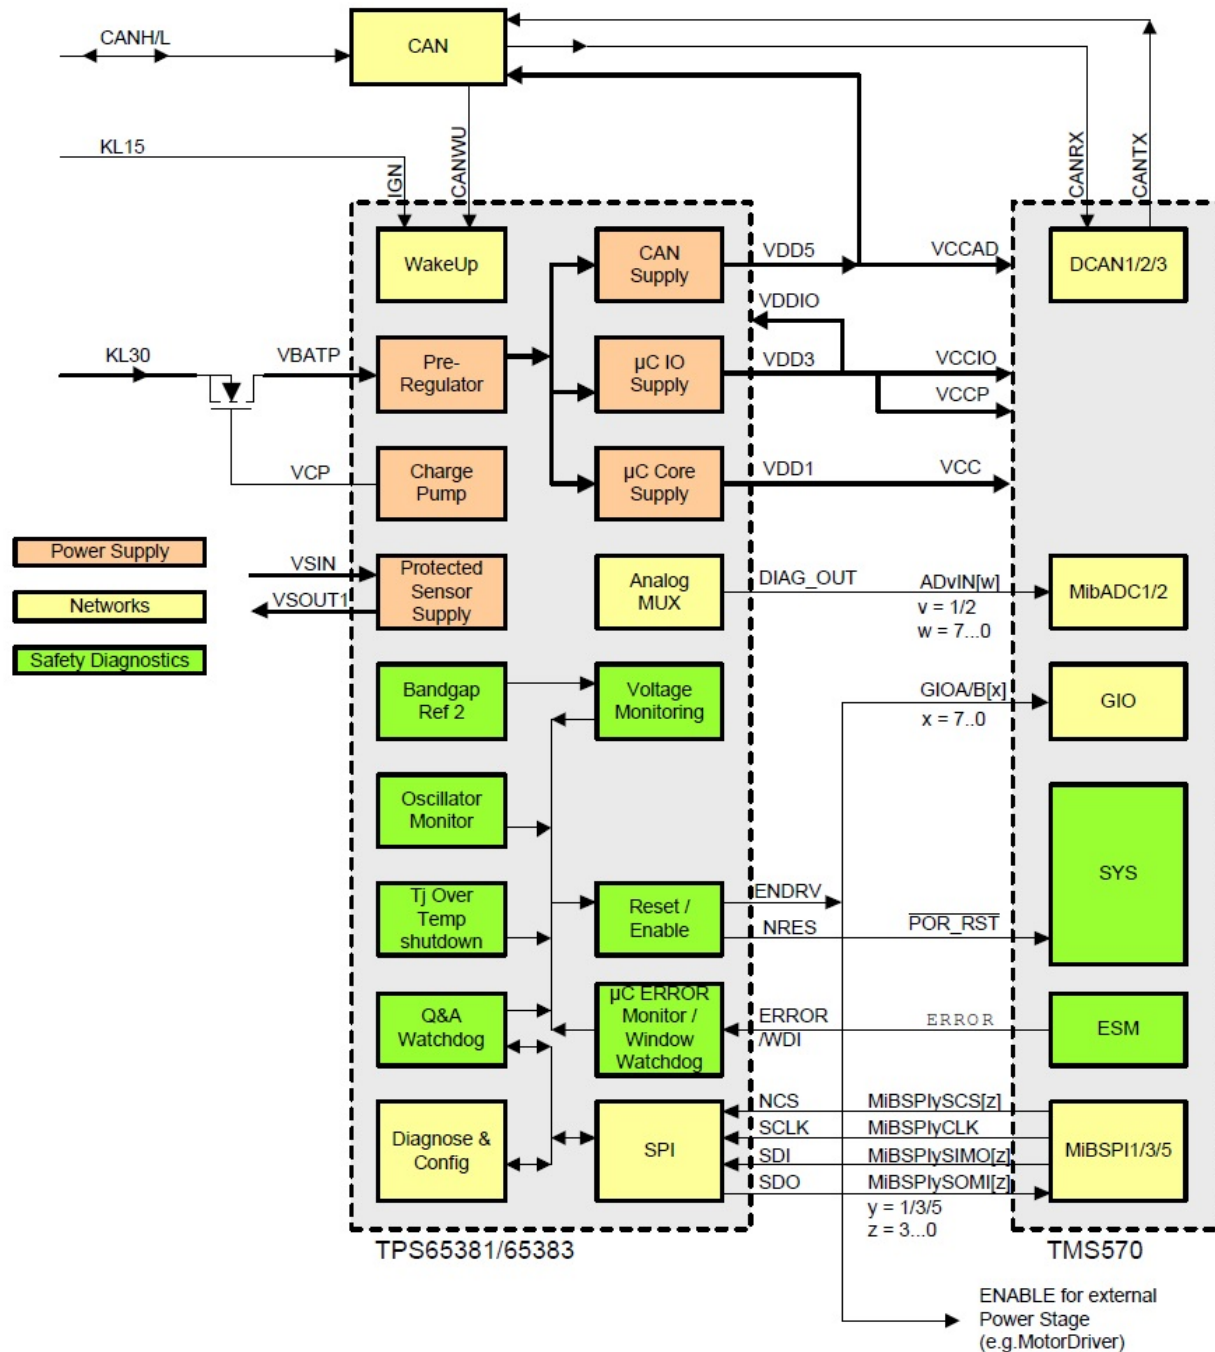 CANH/L
CAN
KL15
IGN
CANWU
CANRX
CANTX
WakeUp
CAN
Supply
VDD5
VCCAD
DCAN1/2/3
VDDIO
KL30
VBATP
Pre-
Regulator
µC IO
Supply
VDD3
VCCIO
VCCP
VCP
Charge
Pump
µC Core
Supply
VDD1
VCC
Power Supply
Networks
Safety Diagnostics
VSIN
VSOUT1
Protected
Sensor
Supply
Analog
MUX
DIAG_OUT
ADvIN[w]
v = 1/2
w = 7...0
MibADC1/2
Bandgap
Ref 2
Voltage
Monitoring
GIOA/B[x]
x = 7..0
GIO
Oscillator
Monitor
SYS
Tj Over
Temp
shutdown
Reset /
Enable
ENDRV
NRES
POR_RST
Q&A
Watchdog
µC ERROR
Monitor /
Window
Watchdog
ERROR
/WDI
ERROR
ESM
Diagnose &
Config
SPI
NCS
MiBSPIySCS[z]
SCLK
MiBSPIyCLK
SDI
MiBSPIySIMO[z]
SDO
MiBSPIySOMI[z]
y = 1/3/5
z = 3...0
MiBSPI1/3/5
TPS65381/65383
TMS570
ENABLE for external
Power Stage
(e.g.MotorDriver)